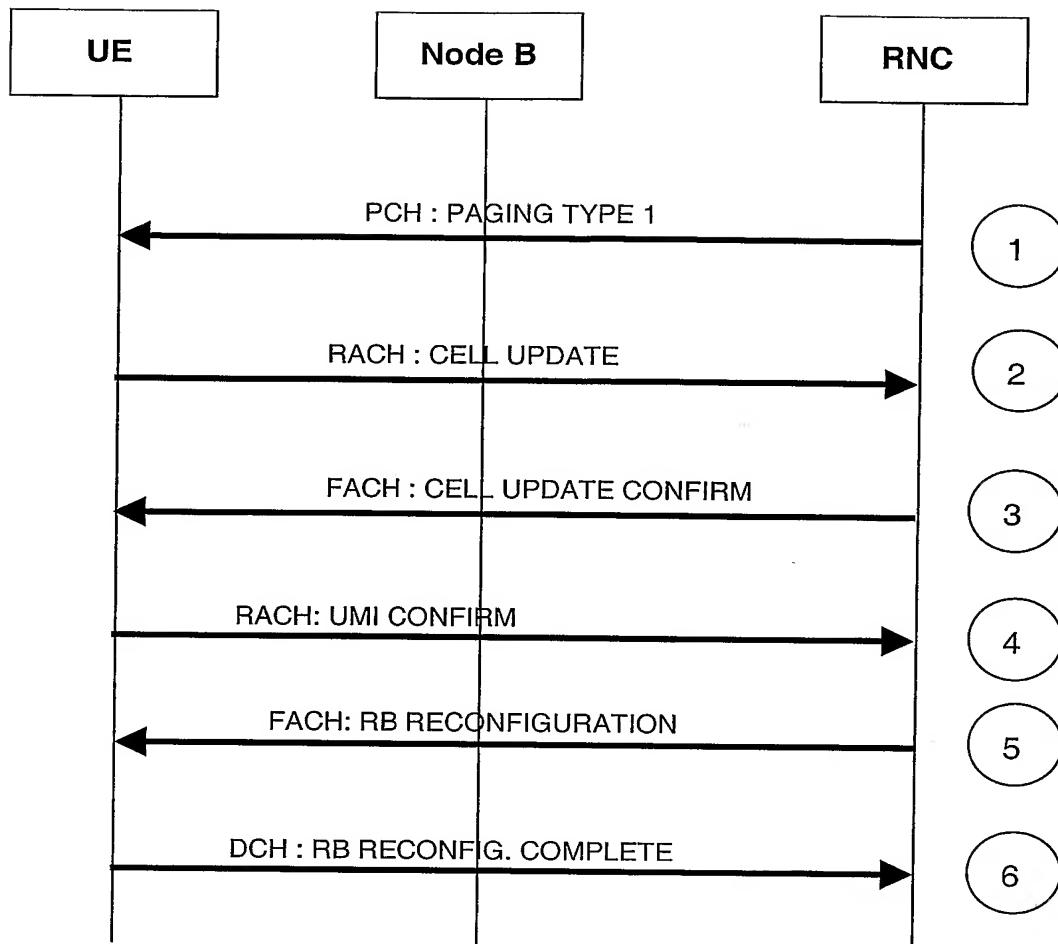 UE
Node B
RNC
PCH : PAGING TYPE 1
1
RACH : CELL UPDATE
2
FACH : CELL UPDATE CONFIRM
3
RACH: UMI CONFIRM
4
FACH: RB RECONFIGURATION
5
DCH : RB RECONFIG. COMPLETE
6